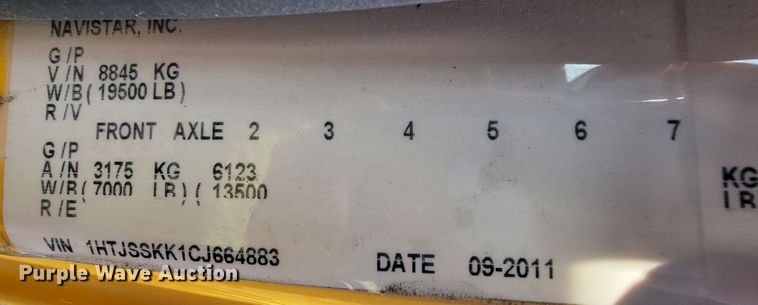 NAVISTAR, INC.
G/P
V/N 8845 KG
W/B(19500 LB)
R/V
FRONT AXLE 2 3 4 5 6 7
G/P
A/N 3175 KG 6123
W/B(7000 LB)(13500
R/E
KG
LB
VIN 1HTJSSKK1CJ664883
DATE 09-2011
Purple Wave Auction